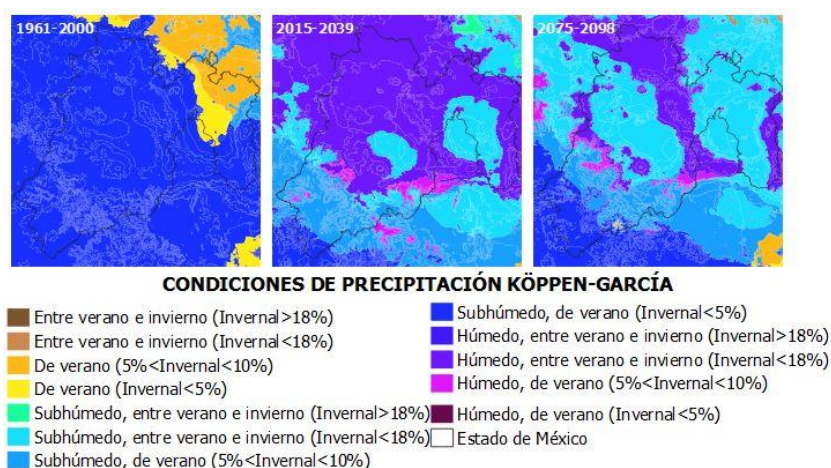 1961-2000
2015-2039
2075-2098
CONDICIONES DE PRECIPITACIÓN KÖPPEN-GARCÍA
Entre verano e invierno (Invernal>18%)
Entre verano e invierno (Invernal<18%)
De verano (5%<Invernal<10%)
De verano (Invernal<5%)
Subhúmedo, entre verano e invierno (Invernal>18%)
Subhúmedo, entre verano e invierno (Invernal<18%)
Subhúmedo, de verano (5%<Invernal<10%)
Subhúmedo, de verano (Invernal<5%)
Húmedo, entre verano e invierno (Invernal>18%)
Húmedo, entre verano e invierno (Invernal<18%)
Húmedo, de verano (5%<Invernal<10%)
Húmedo, de verano (Invernal<5%)
Estado de México